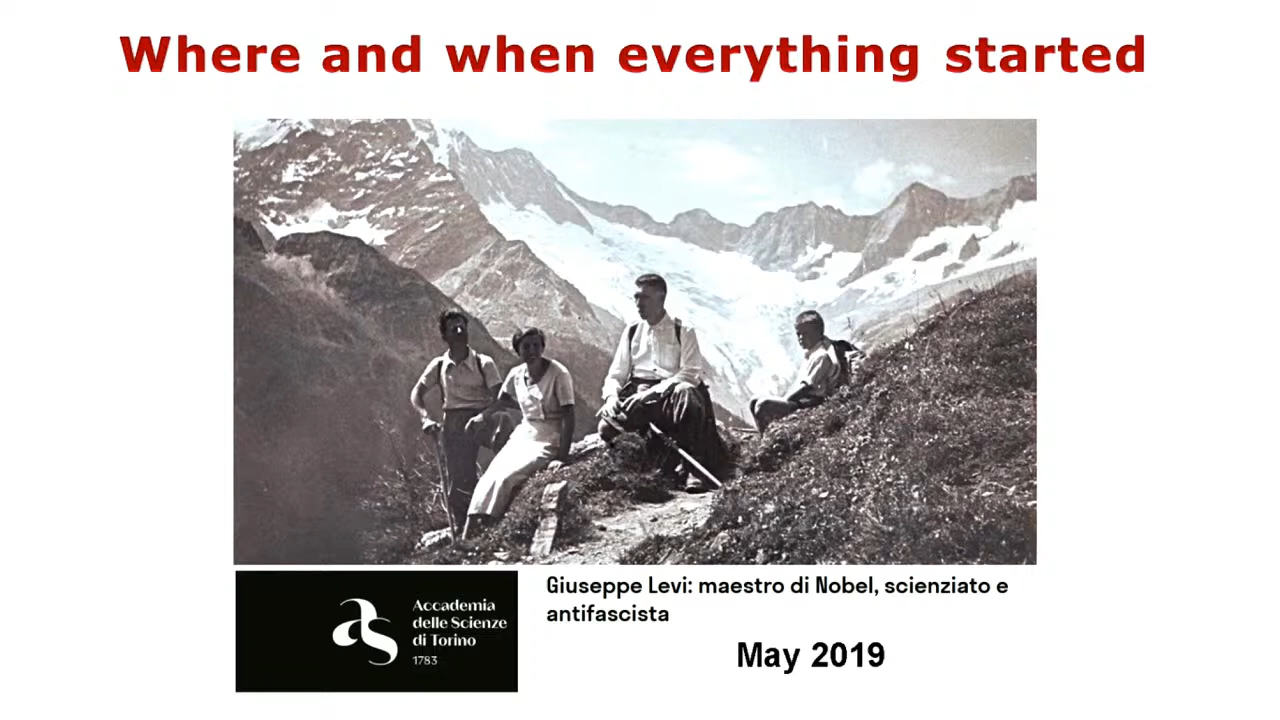 Where and when everything started
Accademia
delle Scienze
di Torino
1783
Giuseppe Levi: maestro di Nobel, scienziato e
antifascista
May 2019